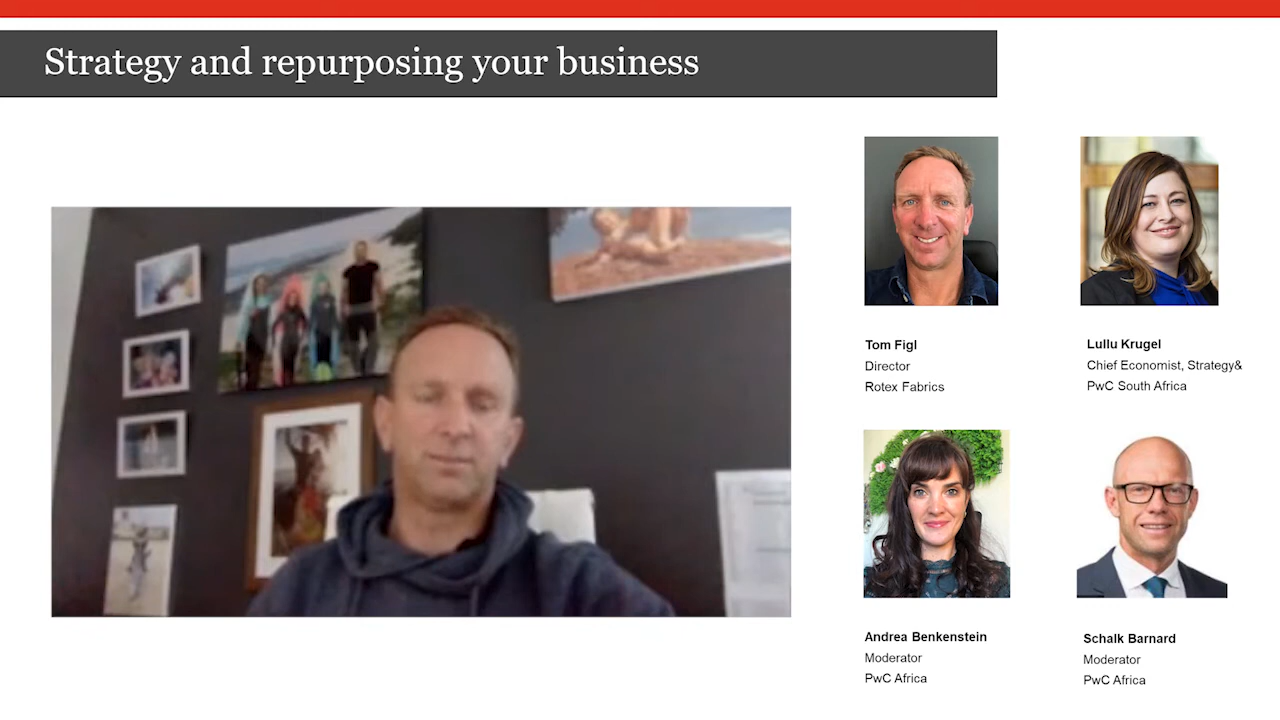 Strategy and repurposing your business
Tom Figl
Director
Rotex Fabrics
Lullu Krugel
Chief Economist, Strategy&
PwC South Africa
Andrea Benkenstein
Moderator
PwC Africa
Schalk Barnard
Moderator
PwC Africa